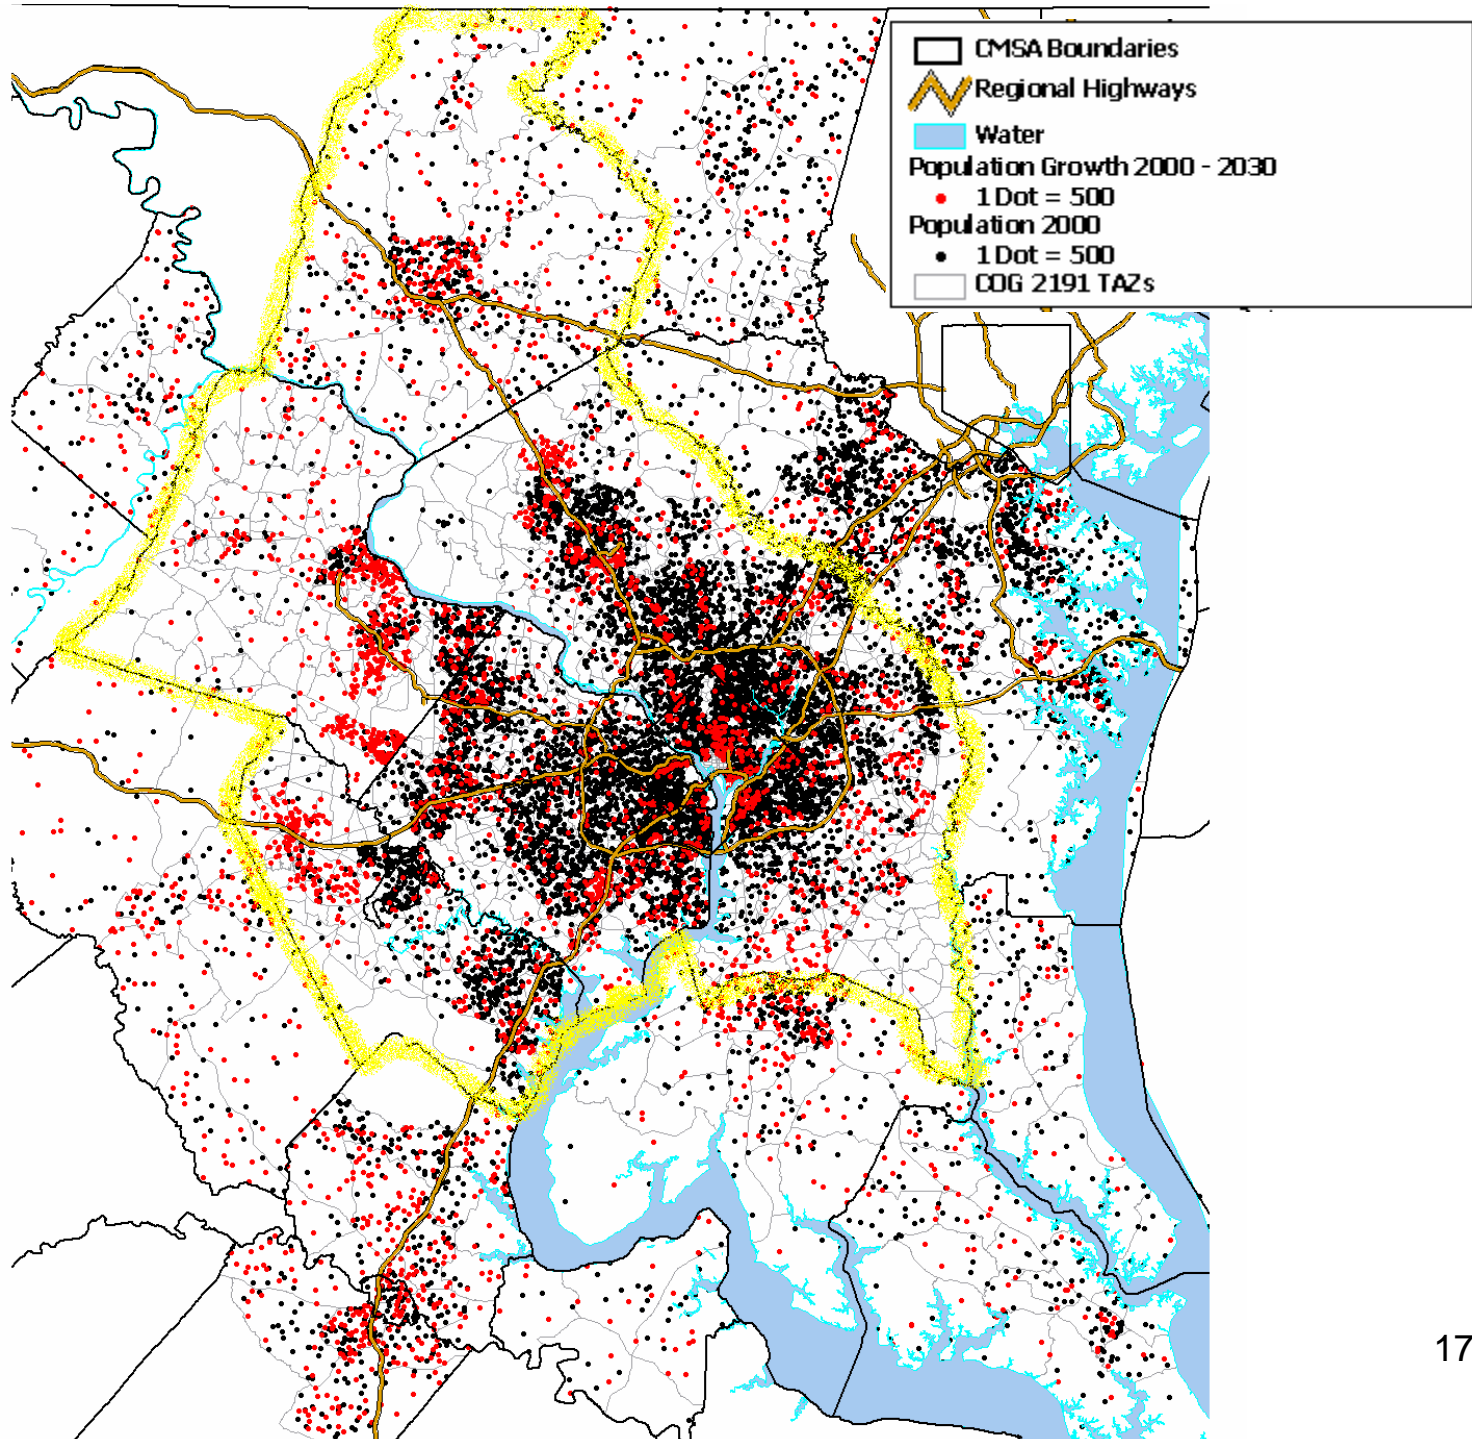 CMSA Boundaries
Regional Highways
Water
Population Growth 2000 - 2030
1 Dot = 500
Population 2000
1 Dot = 500
COG 2191 TAZs
17